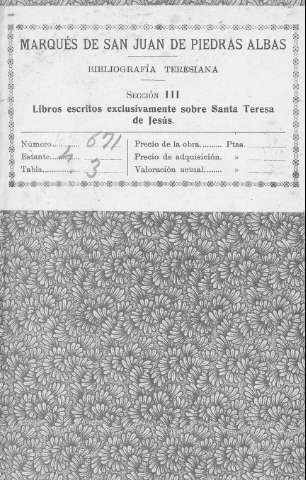 MARQUÉS DE SAN JUAN DE PIEDRAS ALBAS
BIBLIOGRAFÍA TERESIANA
SECCIÓN III
Libros escritos exclusivamente sobre Santa Teresa
de Jesús.
Número.......... 671
Estante.......... 4
Tabla.......... 3
Precio de la obra......... Ptas.
Precio de adquisición. »
Valoración actual........ »